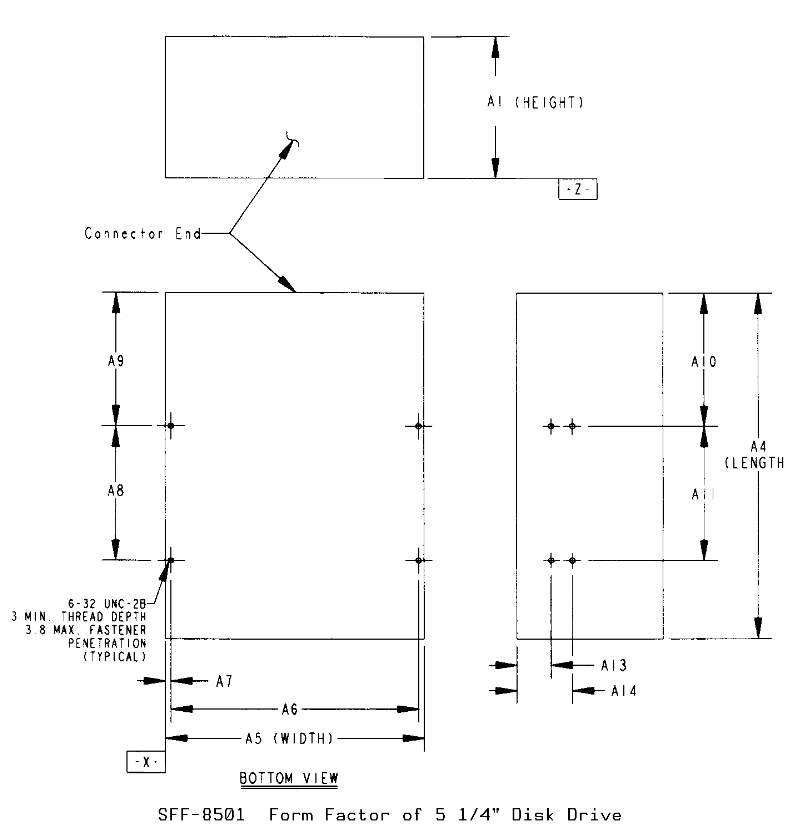 A1 (HEIGHT)
-Z-
Connector End
A9
A10
A4
(LENGTH
A8
A11
6-32 UNC-2B
3 MIN. THREAD DEPTH
3.8 MAX. FASTENER
PENETRATION
(TYPICAL)
A13
A7
A14
A6
A5 (WIDTH)
-X-
BOTTOM VIEW
SFF-8501 Form Factor of 5 1/4" Disk Drive